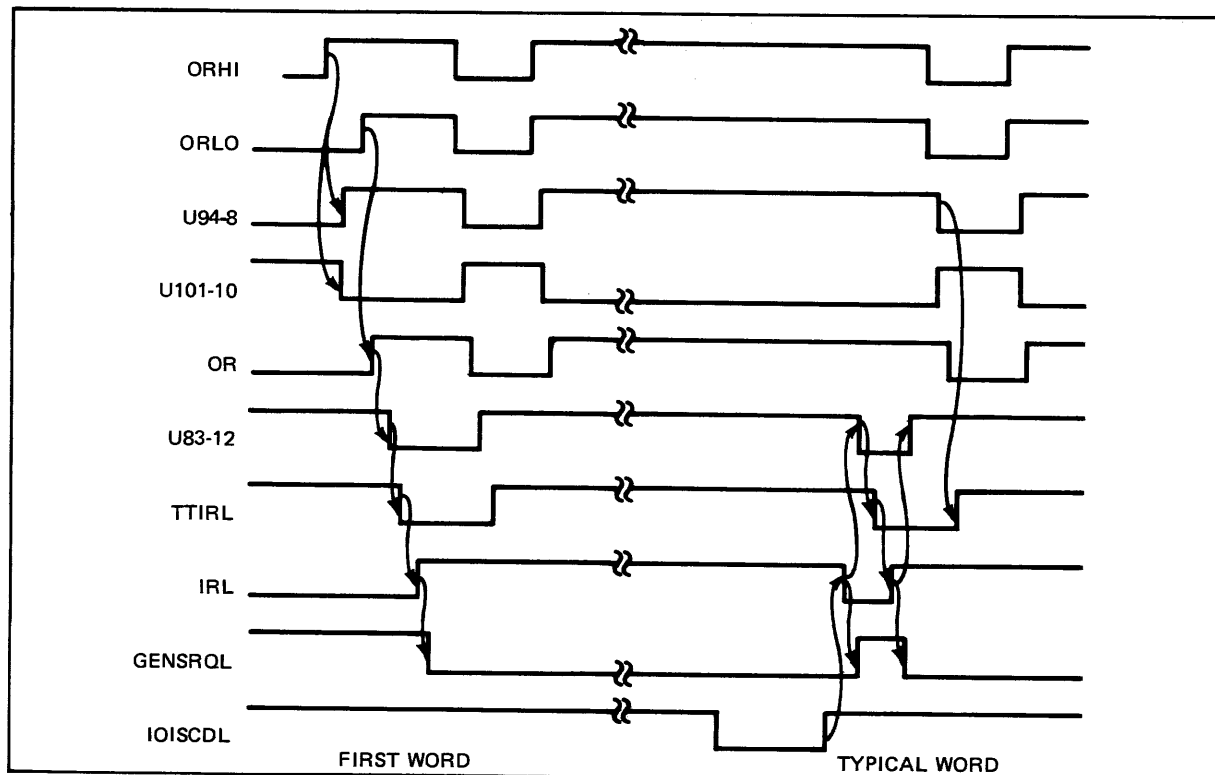 ORHI
ORLO
U94-8
U101-10
OR
U83-12
TTIRL
IRL
GENSRQL
IOISCDL
FIRST WORD
TYPICAL WORD